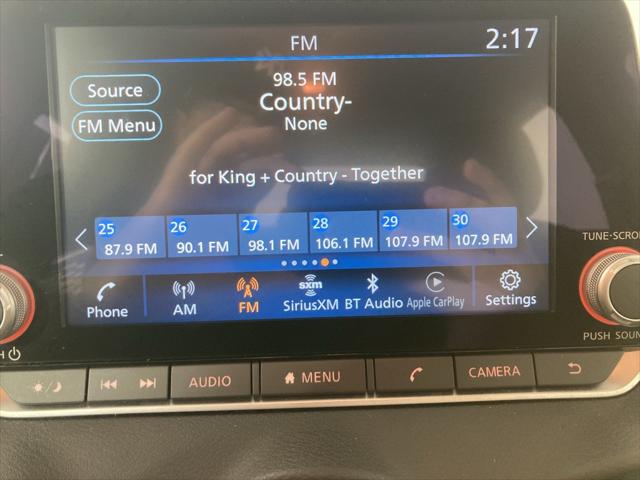 FM
2:17
Source
98.5 FM
Country-
FM Menu
None
for King + Country - Together
25 26 27 28 29 30
87.9 FM 90.1 FM 98.1 FM 106.1 FM 107.9 FM 107.9 FM
TUNE·SCRO
sxm
Phone AM FM SiriusXM BT Audio Apple CarPlay Settings
PUSH SOUN
H
AUDIO MENU CAMERA